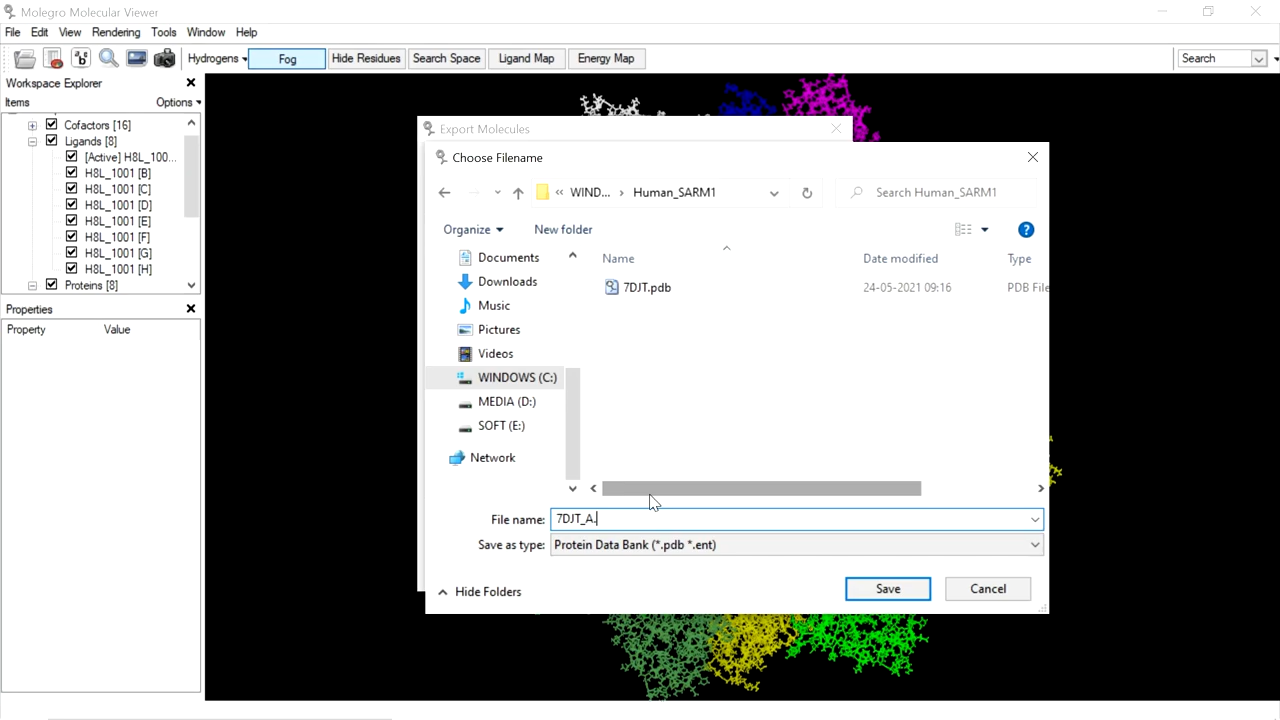 Molegro Molecular Viewer
File Edit View Rendering Tools Window Help
Hydrogens Fog Hide Residues Search Space Ligand Map Energy Map Search
Workspace Explorer
Items Options
Cofactors [16]
Ligands [8]
[Active] H8L_100...
H8L_1001 [B]
H8L_1001 [C]
H8L_1001 [D]
H8L_1001 [E]
H8L_1001 [F]
H8L_1001 [G]
H8L_1001 [H]
Proteins [8]
Properties
Property Value
Export Molecules
Choose Filename
« WIND... › Human_SARM1
Search Human_SARM1
Organize New folder
Documents
Downloads
Music
Pictures
Videos
WINDOWS (C:)
MEDIA (D:)
SOFT (E:)
Network
Name Date modified Type
7DJT.pdb 24-05-2021 09:16 PDB File
File name: 7DJT_A.
Save as type: Protein Data Bank (*.pdb *.ent)
Hide Folders Save Cancel